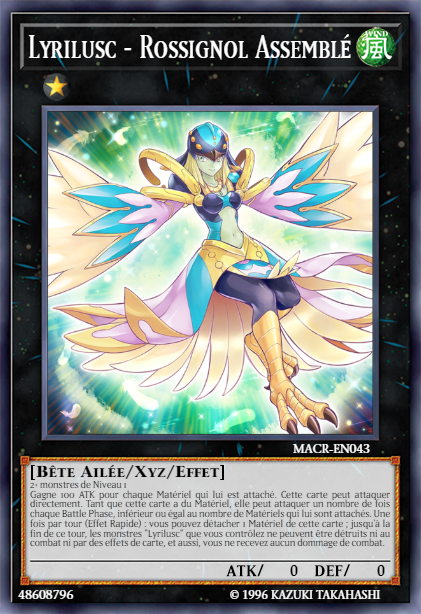 Lyrilusc - Rossignol Assemblé
WIND
風
MACR-EN043
[Bête Ailée/Xyz/Effet]
2+ monstres de Niveau 1
Gagne 100 ATK pour chaque Matériel qui lui est attaché. Cette carte peut attaquer
directement. Tant que cette carte a du Matériel, elle peut attaquer un nombre de fois
chaque Battle Phase, inférieur ou égal au nombre de Matériels qui lui sont attachés. Une
fois par tour (Effet Rapide) : vous pouvez détacher 1 Matériel de cette carte ; jusqu'à la
fin de ce tour, les monstres "Lyrilusc" que vous contrôlez ne peuvent être détruits ni au
combat ni par des effets de carte, et aussi, vous ne recevez aucun dommage de combat.
ATK/ 0 DEF/ 0
48608796 © 1996 KAZUKI TAKAHASHI